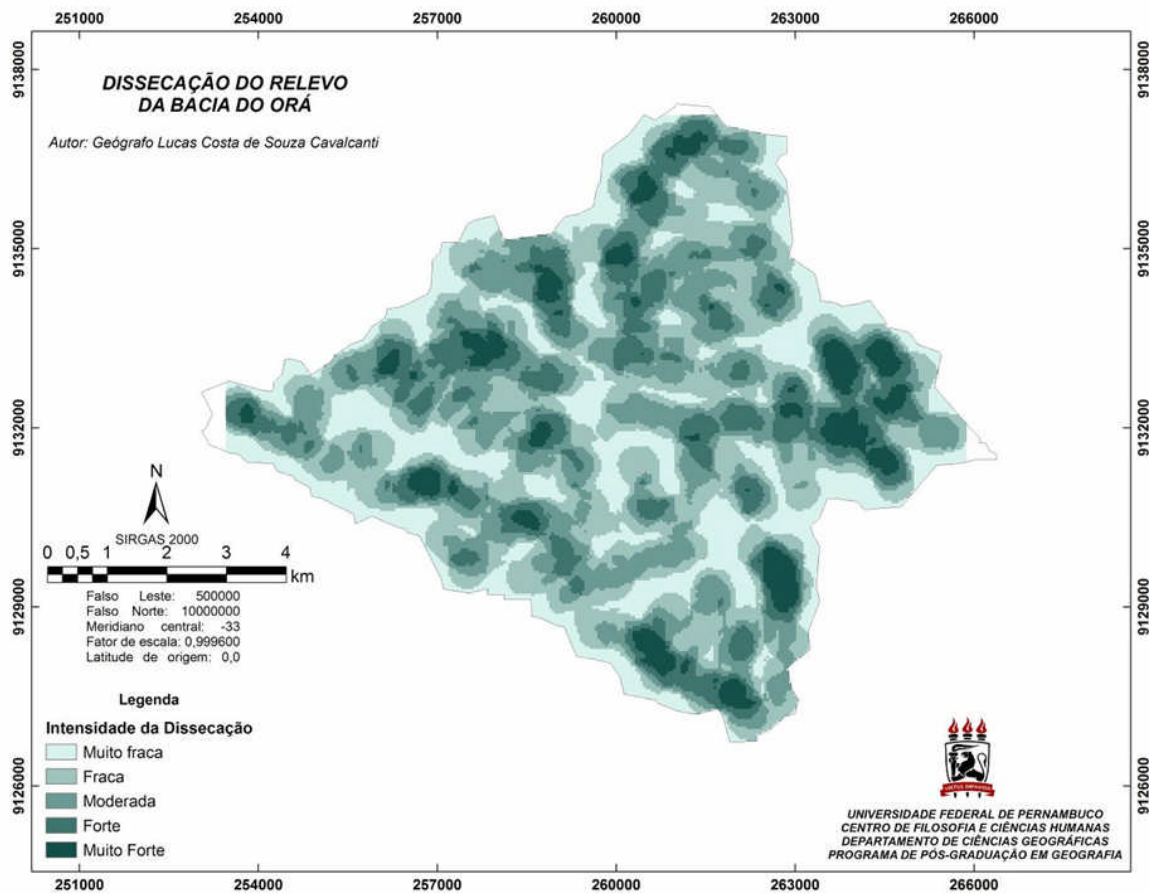 251000 254000 257000 260000 263000 266000
9138000 9138000
DISSECAÇÃO DO RELEVO
DA BACIA DO ORÁ
Autor: Geógrafo Lucas Costa de Souza Cavalcanti
9135000 9135000
9132000 9132000
N
SIRGAS 2000
0 0,5 1 2 3 4
km
Falso Leste: 500000
Falso Norte: 10000000
Meridiano central: -33
Fator de escala: 0,999600
Latitude de origem: 0,0
9129000 9129000
Legenda
Intensidade da Dissecação
Muito fraca
Fraca
Moderada
Forte
Muito Forte
9126000 9126000
VIRTUS IMPAVIDA
UNIVERSIDADE FEDERAL DE PERNAMBUCO
CENTRO DE FILOSOFIA E CIÊNCIAS HUMANAS
DEPARTAMENTO DE CIÊNCIAS GEOGRÁFICAS
PROGRAMA DE PÓS-GRADUAÇÃO EM GEOGRAFIA
251000 254000 257000 260000 263000 266000